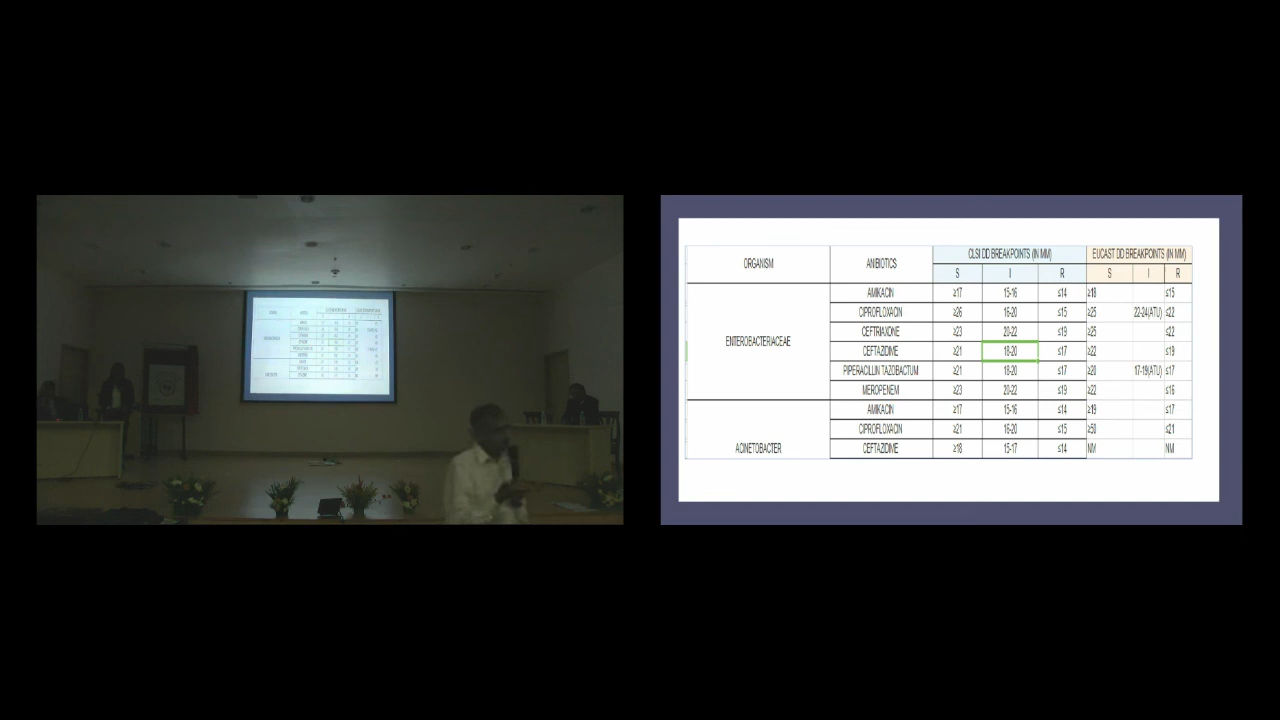 ORGANISM ANIBIOTICS CLSI DD BREAKPOINTS (IN MM) EUCAST DD BREAKPOINTS (IN MM)
S I R S I R
ENTEROBACTERIACEAE
AMIKACIN ≥17 15-16 ≤14 ≥18 ≤15
CIPROFLOXACIN ≥26 16-20 ≤15 ≥25 22-24(ATU) ≤22
CEFTRIAXONE ≥23 20-22 ≤19 ≥25 ≤22
CEFTAZIDIME ≥21 18-20 ≤17 ≥22 ≤19
PIPERACILLIN TAZOBACTUM ≥21 18-20 ≤17 ≥20 17-19(ATU) ≤17
MEROPENEM ≥23 20-22 ≤19 ≥22 ≤16
ACINETOBACTER
AMIKACIN ≥17 15-16 ≤14 ≥19 ≤17
CIPROFLOXACIN ≥21 16-20 ≤15 ≥50 ≤21
CEFTAZIDIME ≥18 15-17 ≤14 NM NM